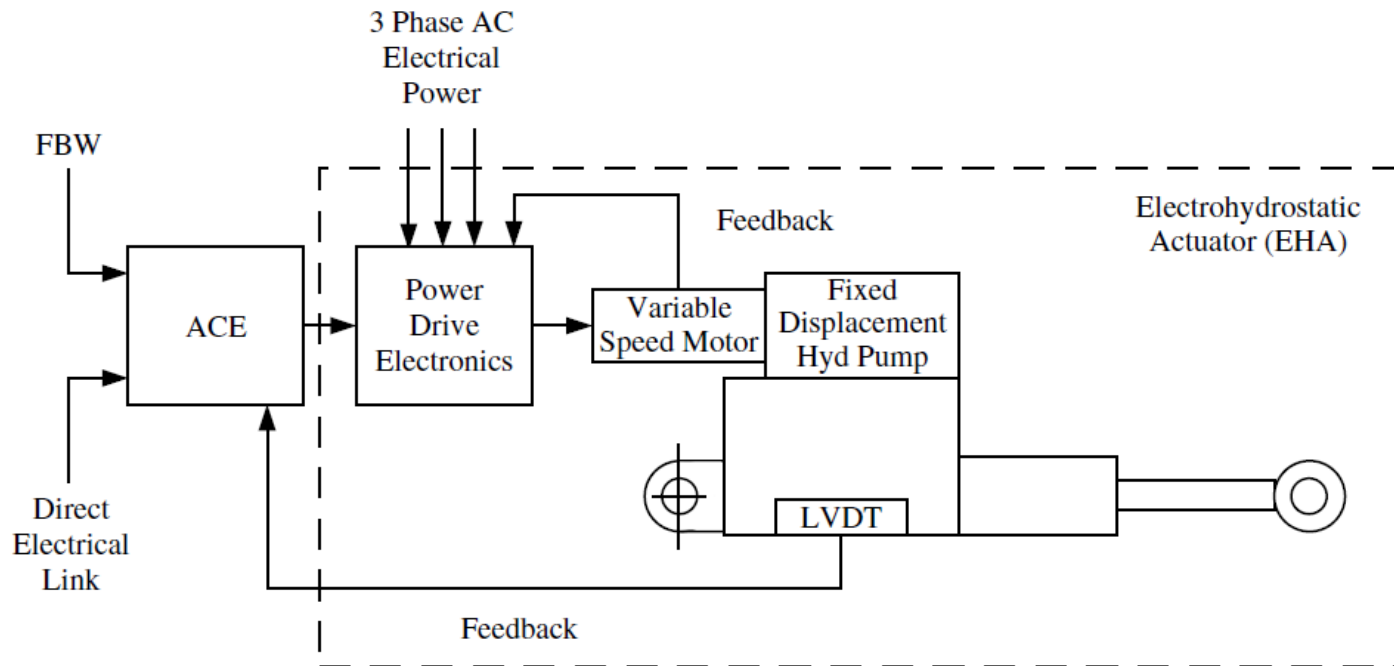 3 Phase AC
Electrical
Power
FBW
Feedback
Electrohydrostatic
Actuator (EHA)
ACE
Power
Drive
Electronics
Variable
Speed Motor
Fixed
Displacement
Hyd Pump
LVDT
Direct
Electrical
Link
Feedback